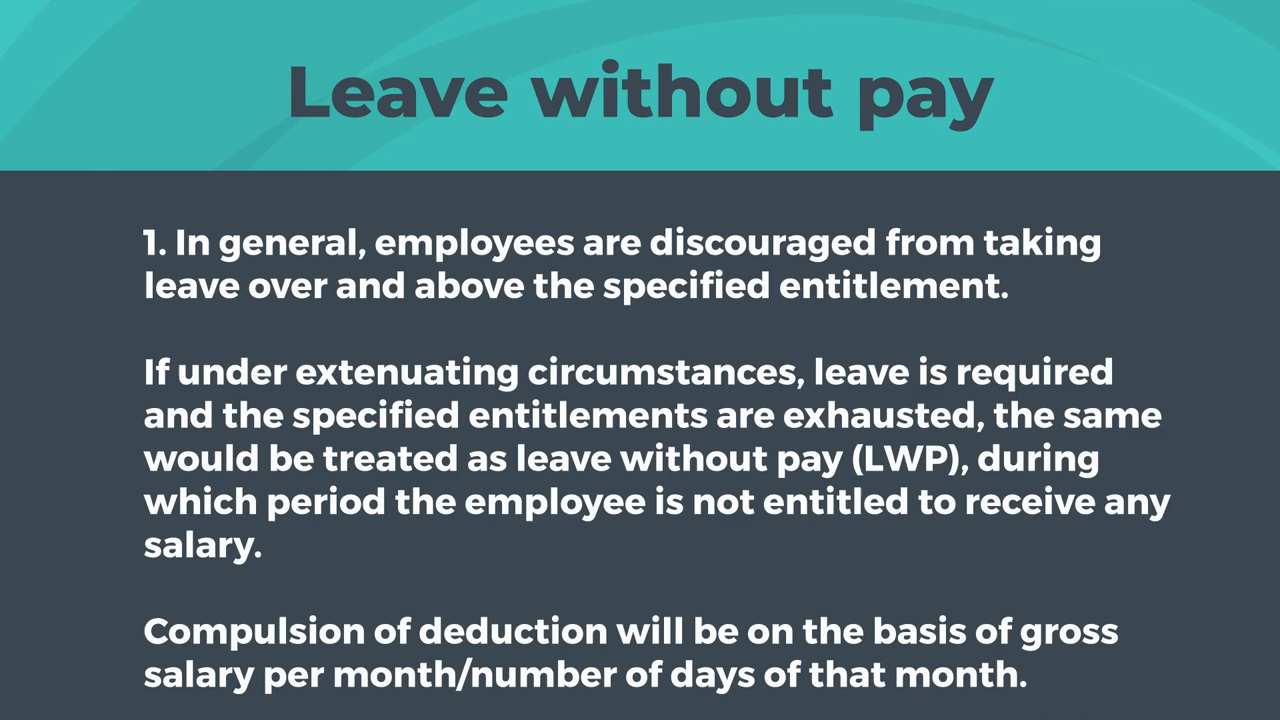 Leave without pay
1. In general, employees are discouraged from taking
leave over and above the specified entitlement.
If under extenuating circumstances, leave is required
and the specified entitlements are exhausted, the same
would be treated as leave without pay (LWP), during
which period the employee is not entitled to receive any
salary.
Compulsion of deduction will be on the basis of gross
salary per month/number of days of that month.